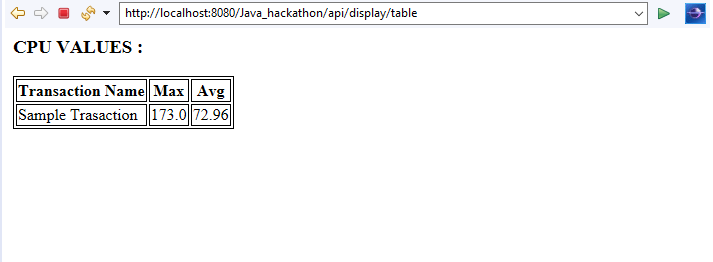 http://localhost:8080/Java_hackathon/api/display/table
CPU VALUES :
Transaction Name Max Avg
Sample Trasaction 173.0 72.96